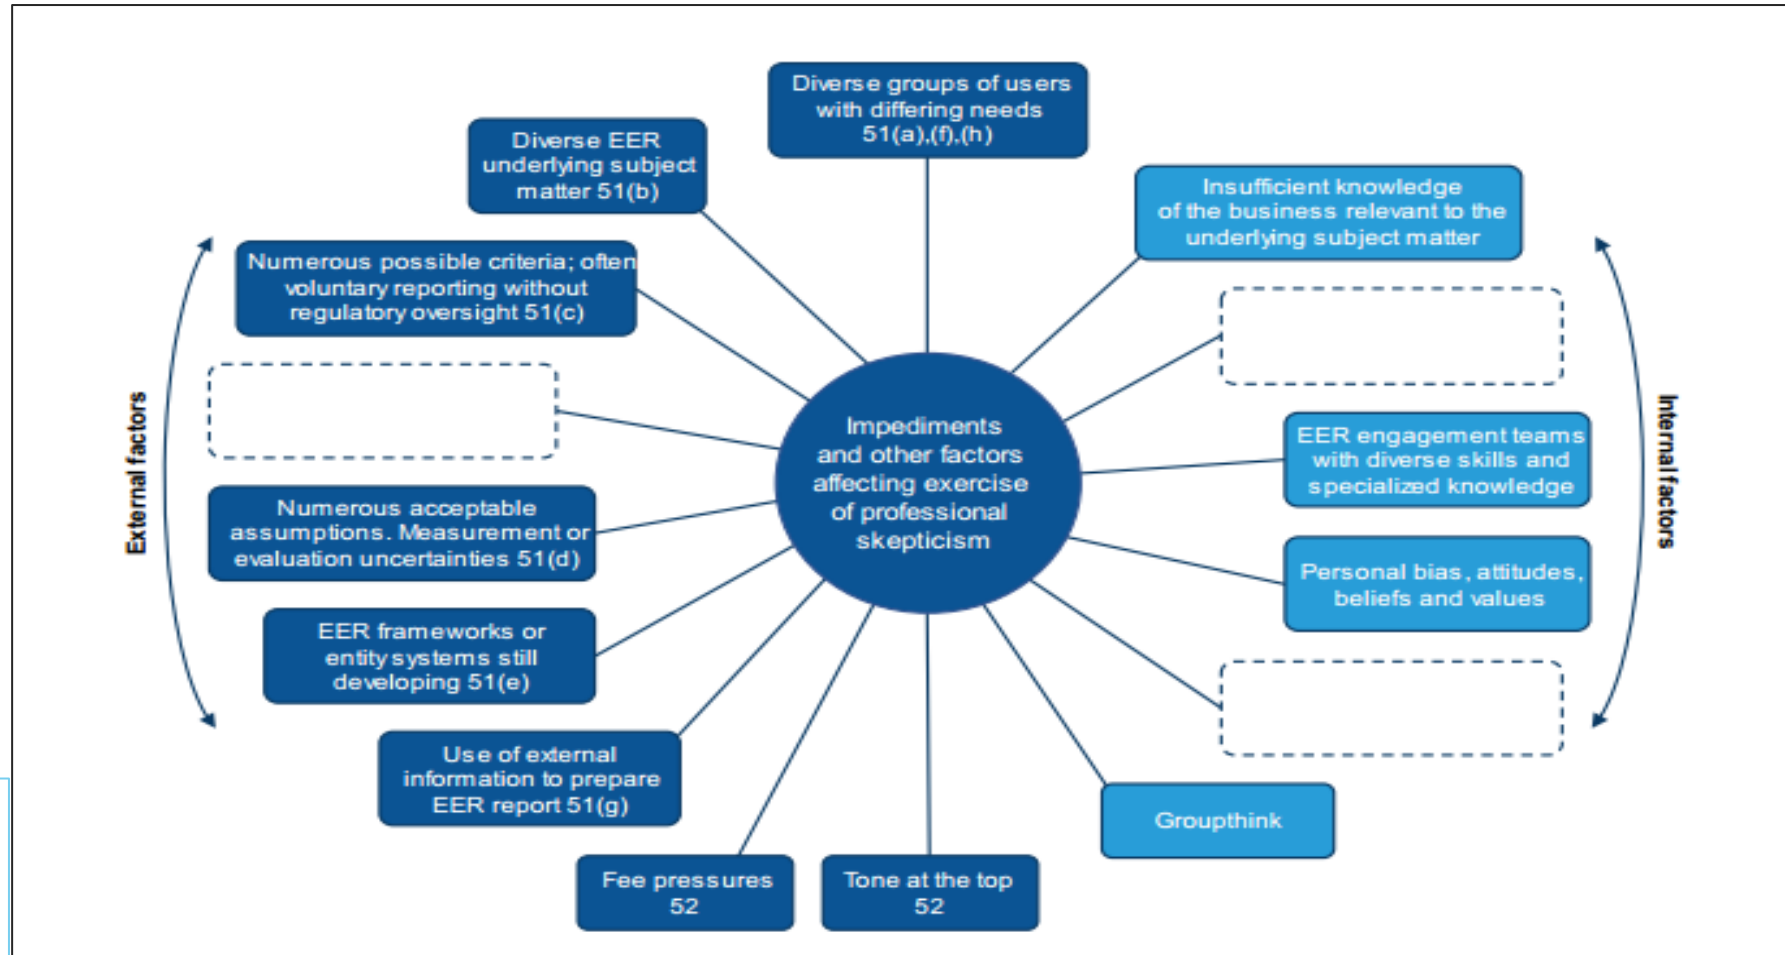 Diverse groups of users
with differing needs
51(a),(f),(h)
Diverse EER
underlying subject
matter 51(b)
Insufficient knowledge
of the business relevant to the
underlying subject matter
Numerous possible criteria; often
voluntary reporting without
regulatory oversight 51(c)
External factors
Impediments
and other factors
affecting exercise
of professional
skepticism
EER engagement teams
with diverse skills and
specialized knowledge
Internal factors
Numerous acceptable
assumptions. Measurement or
evaluation uncertainties 51(d)
Personal bias, attitudes,
beliefs and values
EER frameworks or
entity systems still
developing 51(e)
Use of external
information to prepare
EER report 51(g)
Groupthink
Fee pressures
52
Tone at the top
52